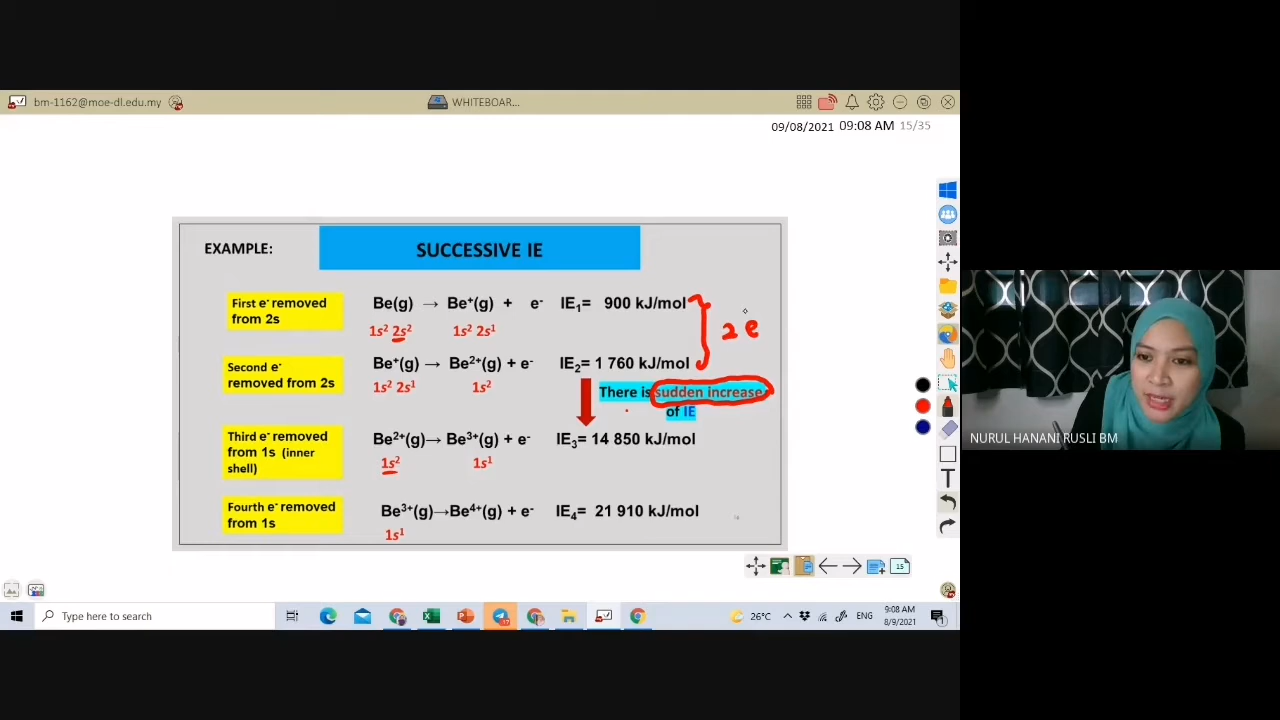 bm-1162@moe-dl.edu.my
WHITEBOAR...
09/08/2021 09:08 AM 15/35
EXAMPLE:
SUCCESSIVE IE
First e⁻ removed
from 2s
Be(g) → Be⁺(g) + e⁻ IE₁= 900 kJ/mol
1s² 2s² 1s² 2s¹
2 e
Second e⁻
removed from 2s
Be⁺(g) → Be²⁺(g) + e⁻ IE₂= 1 760 kJ/mol
1s² 2s¹ 1s²
There is sudden increase
of IE
Third e⁻ removed
from 1s (inner
shell)
Be²⁺(g)→ Be³⁺(g) + e⁻ IE₃= 14 850 kJ/mol
1s² 1s¹
Fourth e⁻ removed
from 1s
Be³⁺(g)→Be⁴⁺(g) + e⁻ IE₄= 21 910 kJ/mol
1s¹
T
15
NURUL HANANI RUSLI BM
Type here to search
26°C
ENG
9:08 AM
8/9/2021